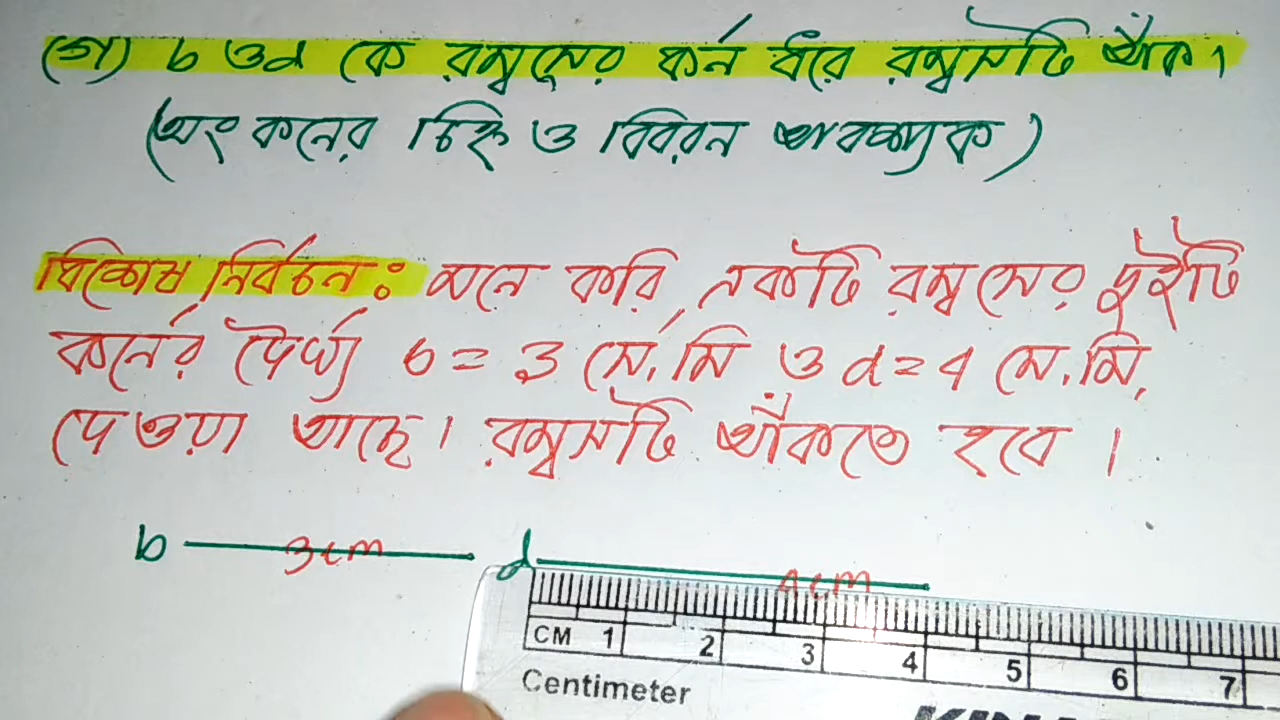 (গ) b ও d কে রম্বসের কর্ন ধরে রম্বসটি আঁক।
(অংকনের চিহ্ন ও বিবরন আবশ্যক)
বিশেষ নির্বচন: মনে করি, একটি রম্বসের দুইটি
কর্নের দৈর্ঘ্য b = 3 সে.মি ও d = 4 সে.মি.
দেওয়া আছে। রম্বসটি আঁকতে হবে।
b 3cm d 4cm
CM 1 2 3 4 5 6 7
Centimeter